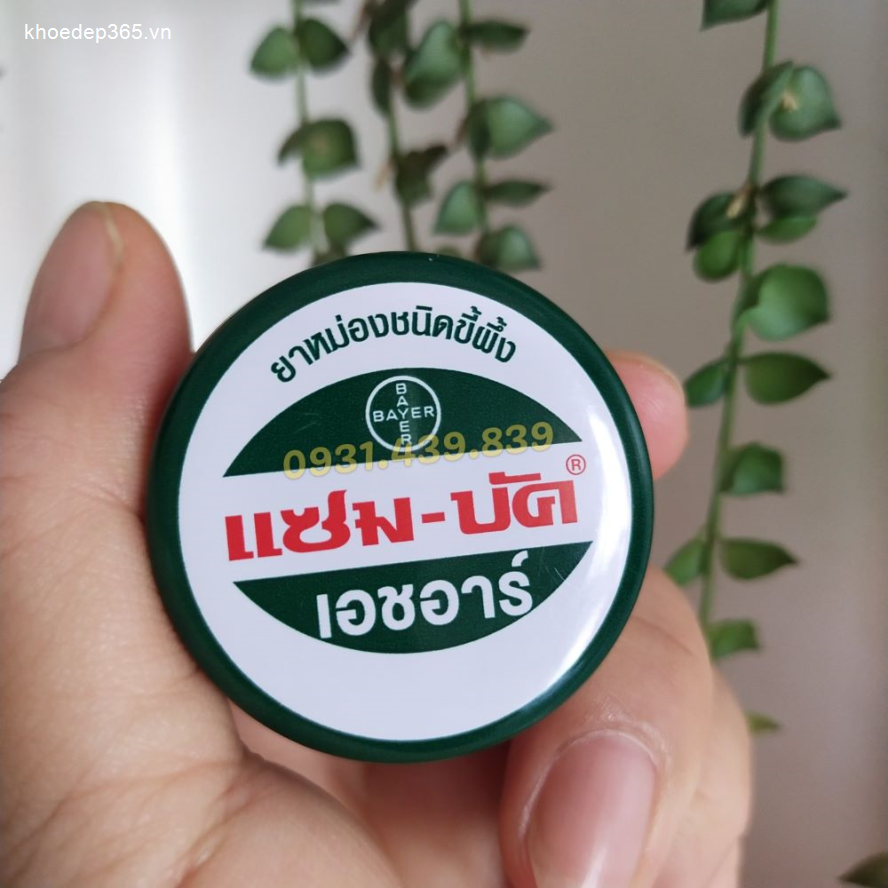 khoedep365.vn
ยาหม่องชนิดขี้ผึ้ง
BAYER
BAYER
0931.439.839
แซม-บัค®
เอชอาร์